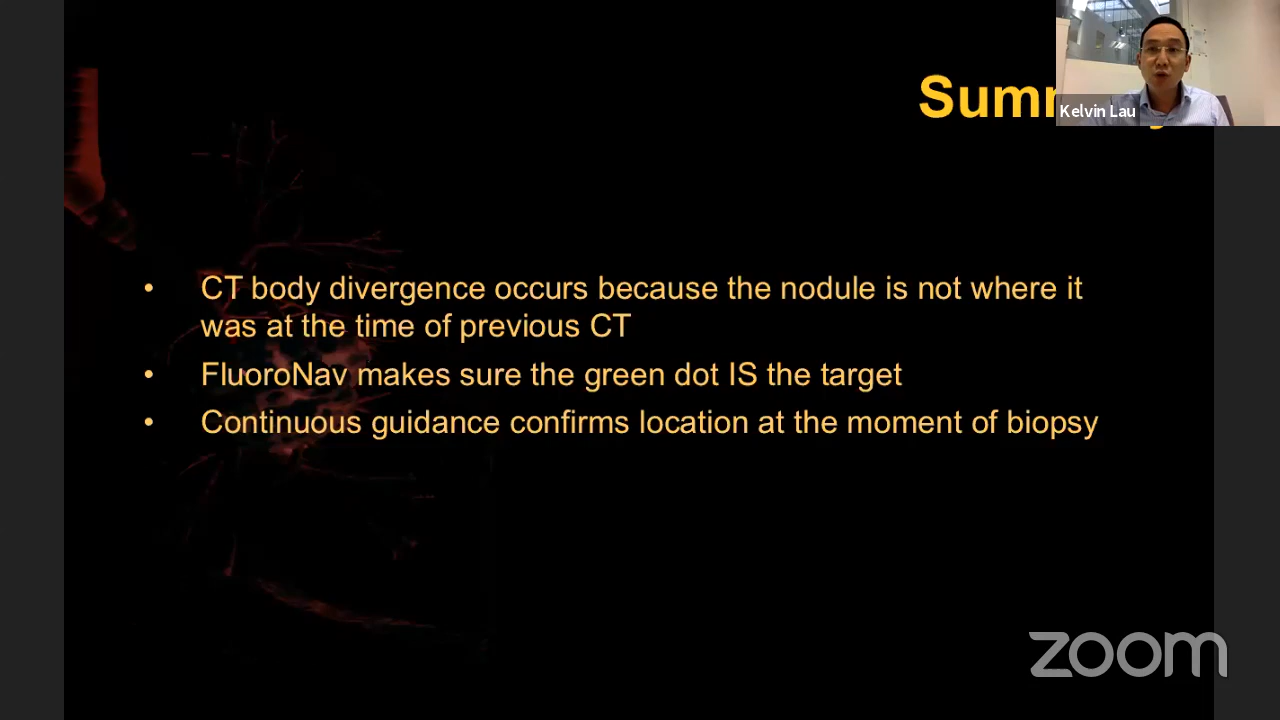 Kelvin Lau
• CT body divergence occurs because the nodule is not where it
was at the time of previous CT
• FluoroNav makes sure the green dot IS the target
• Continuous guidance confirms location at the moment of biopsy
zoom